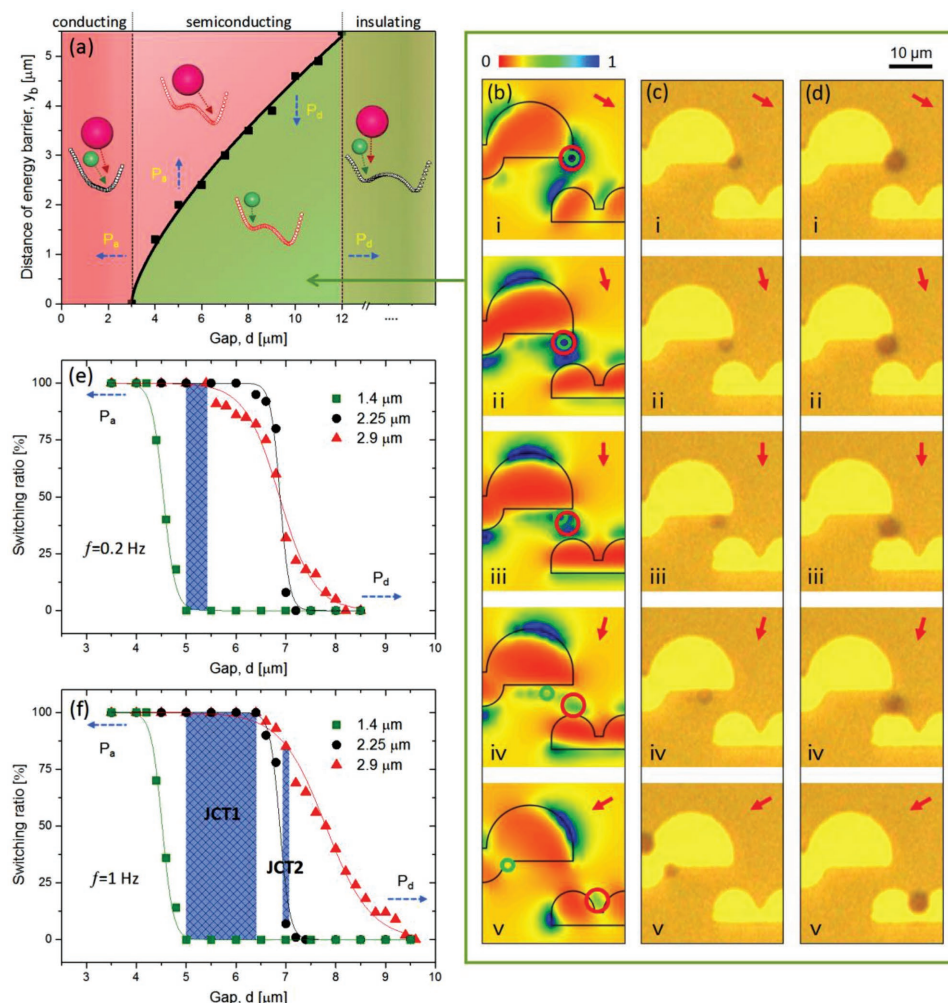 conducting semiconducting insulating
(a)
Distance of energy barrier, y_b [μm]
5
4
3
2
1
0
P_a
P_a
P_d
P_d
0 2 4 6 8 10 12 ....
Gap, d [μm]
0 1
10 μm
(b) (c) (d)
i i i
ii ii ii
iii iii iii
iv iv iv
v v v
(e)
Switching ratio [%]
100
75
50
25
0
P_a
1.4 μm
2.25 μm
2.9 μm
f=0.2 Hz
P_d
4 5 6 7 8 9 10
Gap, d [μm]
(f)
Switching ratio [%]
100
75
50
25
0
P_a
1.4 μm
2.25 μm
2.9 μm
JCT1
JCT2
f=1 Hz
P_d
4 5 6 7 8 9 10
Gap, d [μm]